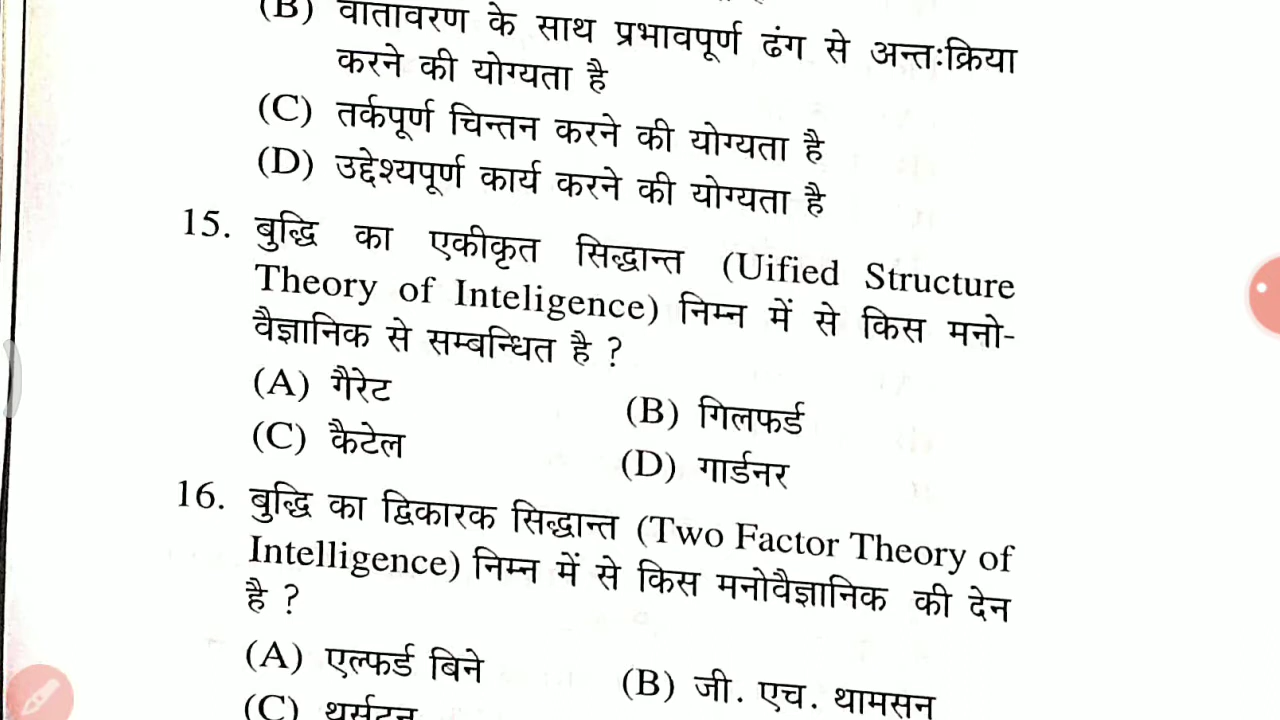 (B) वातावरण के साथ प्रभावपूर्ण ढंग से अन्तःक्रिया
करने की योग्यता है
(C) तर्कपूर्ण चिन्तन करने की योग्यता है
(D) उद्देश्यपूर्ण कार्य करने की योग्यता है
15. बुद्धि का एकीकृत सिद्धान्त (Uified Structure
Theory of Inteligence) निम्न में से किस मनो-
वैज्ञानिक से सम्बन्धित है ?
(A) गैरेट (B) गिलफर्ड
(C) कैटेल (D) गार्डनर
16. बुद्धि का द्विकारक सिद्धान्त (Two Factor Theory of
Intelligence) निम्न में से किस मनोवैज्ञानिक की देन
है ?
(A) एल्फर्ड बिने (B) जी. एच. थामसन
(C) थर्सटन